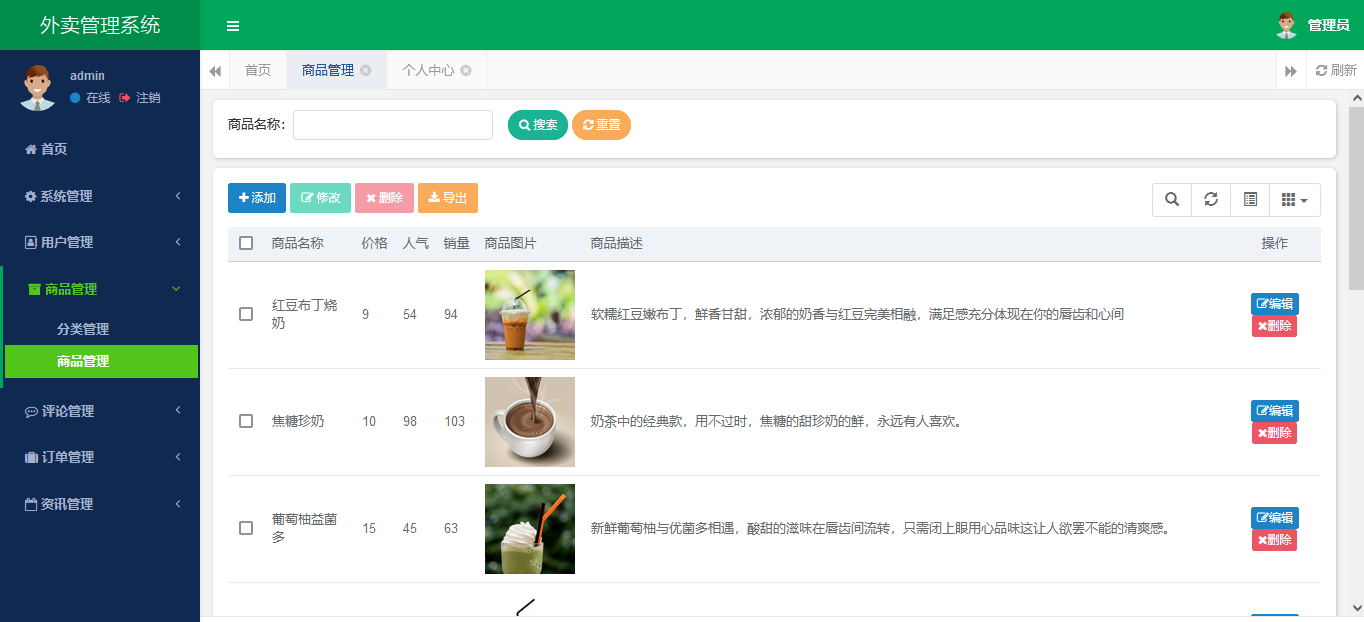 外卖管理系统
管理员
admin
在线 注销
首页
系统管理
用户管理
商品管理
分类管理
商品管理
评论管理
订单管理
资讯管理
首页 商品管理 个人中心 刷新
商品名称： 搜索 重置
添加 修改 删除 导出
商品名称 价格 人气 销量 商品图片 商品描述 操作
红豆布丁烧
奶
9 54 94 软糯红豆嫩布丁，鲜香甘甜，浓郁的奶香与红豆完美相融，满足感充分体现在你的唇齿和心间
编辑
删除
焦糖珍奶 10 98 103 奶茶中的经典款，用不过时，焦糖的甜珍奶的鲜，永远有人喜欢。
编辑
删除
葡萄柚益菌
多
15 45 63 新鲜葡萄柚与优菌多相遇，酸甜的滋味在唇齿间流转，只需闭上眼用心品味这让人欲罢不能的清爽感。
编辑
删除